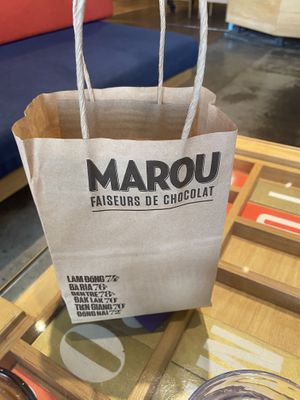 MAROU
FAISEURS DE CHOCOLAT
LAM DONG 74%
BA RIA 76%
BEN TRE 78%
DAK LAK 70%
TIEN GIANG 70%
DONG NAI 72%